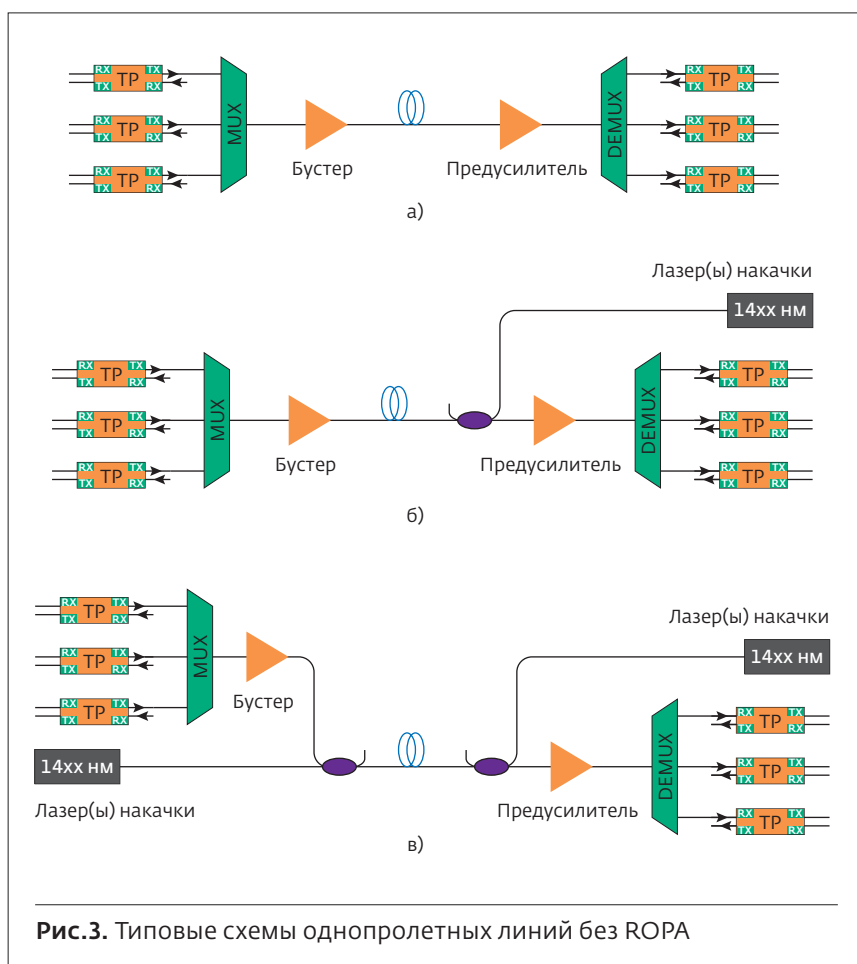 RX TX
TP
TX RX
RX TX
TP
TX RX
RX TX
TP
TX RX
MUX
Бустер
Предусилитель
DEMUX
RX TX
TP
TX RX
RX TX
TP
TX RX
RX TX
TP
TX RX
а)
Лазер(ы) накачки
14xx нм
RX TX
TP
TX RX
RX TX
TP
TX RX
RX TX
TP
TX RX
MUX
Бустер
Предусилитель
DEMUX
RX TX
TP
TX RX
RX TX
TP
TX RX
RX TX
TP
TX RX
б)
RX TX
TP
TX RX
RX TX
TP
TX RX
RX TX
TP
TX RX
MUX
Бустер
14xx нм
Лазер(ы) накачки
Лазер(ы) накачки
14xx нм
Предусилитель
DEMUX
RX TX
TP
TX RX
RX TX
TP
TX RX
RX TX
TP
TX RX
в)
Рис.3. Типовые схемы однопролетных линий без ROPA